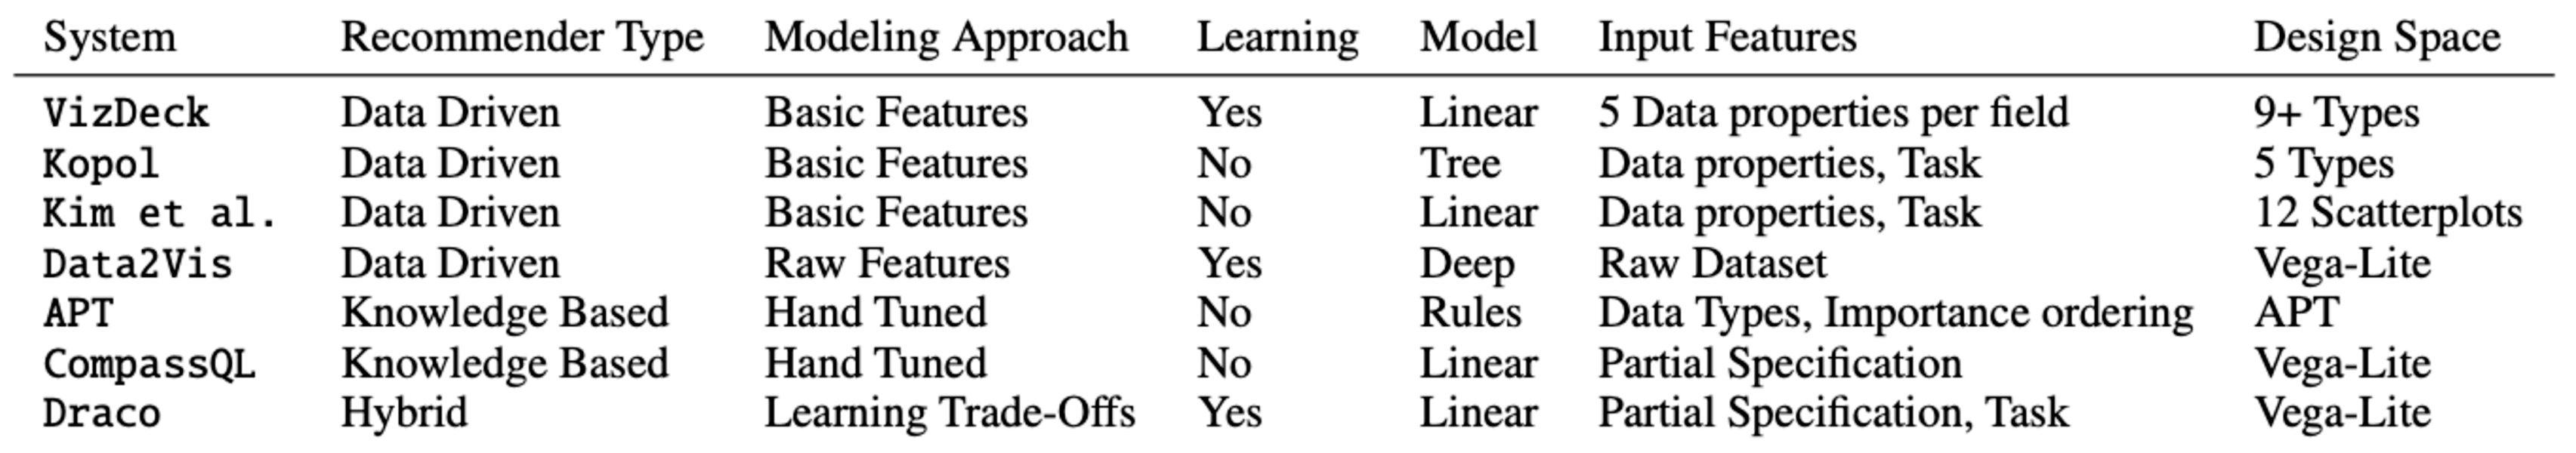 System Recommender Type Modeling Approach Learning Model Input Features Design Space
VizDeck Data Driven Basic Features Yes Linear 5 Data properties per field 9+ Types
Kopol Data Driven Basic Features No Tree Data properties, Task 5 Types
Kim et al. Data Driven Basic Features No Linear Data properties, Task 12 Scatterplots
Data2Vis Data Driven Raw Features Yes Deep Raw Dataset Vega-Lite
APT Knowledge Based Hand Tuned No Rules Data Types, Importance ordering APT
CompassQL Knowledge Based Hand Tuned No Linear Partial Specification Vega-Lite
Draco Hybrid Learning Trade-Offs Yes Linear Partial Specification, Task Vega-Lite